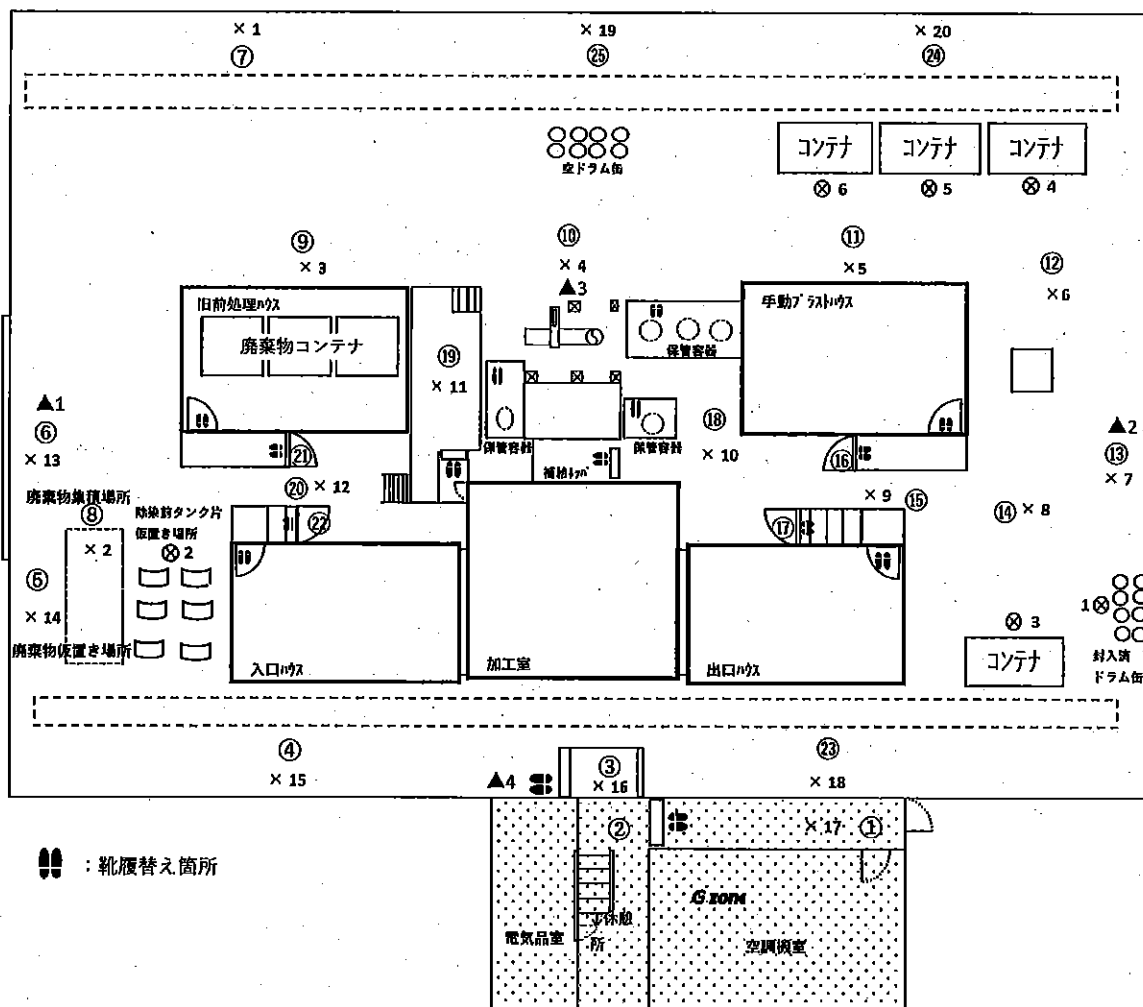 × 1
× 19
× 20
⑦
㉕
㉔
空ドラム缶
コンテナ
コンテナ
コンテナ
⊗ 6
⊗ 5
⊗ 4
⑨
× 3
⑩
× 4
▲3
⑪
× 5
⑫
× 6
旧前処理ハウス
廃棄物コンテナ
⑲
× 11
保管容器
手動ブラストハウス
▲1
⑥
× 13
保管容器
保管容器
⑱
× 10
▲2
⑬
× 7
㉑
⑯
補給ホッパ
廃棄物集積場所
⑧
× 2
⑳
× 12
× 9
⑮
⑭
× 8
除染前タンク片
仮置き場所
⊗ 2
㉒
⑰
⑤
× 14
廃棄物仮置き場所
入口ハウス
加工室
出口ハウス
⊗ 3
コンテナ
1 ⊗
封入済
ドラム缶
④
× 15
▲4
③
× 16
㉓
× 18
②
× 17
①
:靴履替え箇所
G zone
電気品室
休憩
所
空調機室